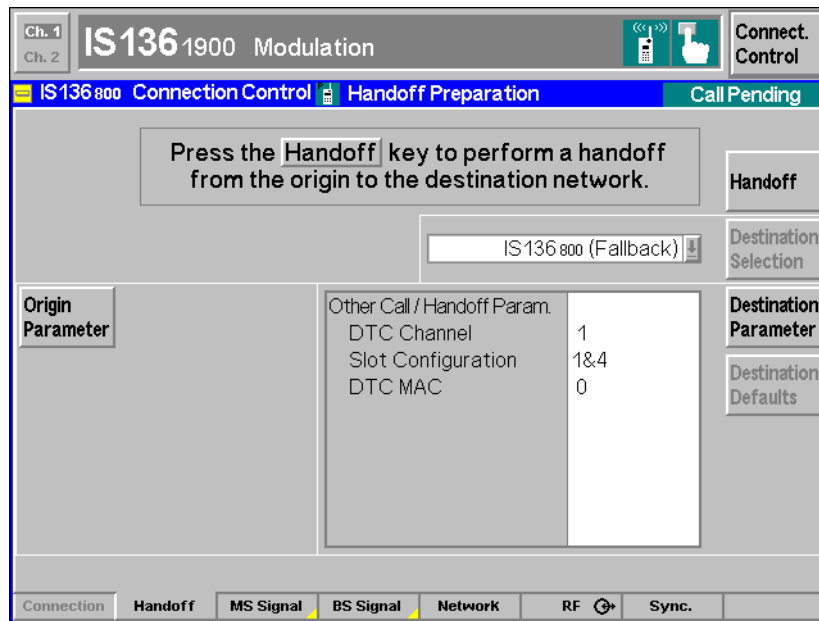 Ch. 1
Ch. 2
IS136 1900 Modulation
Connect.
Control
IS136 800 Connection Control Handoff Preparation
Call Pending
Press the Handoff key to perform a handoff
from the origin to the destination network.
Handoff
IS136 800 (Fallback)
Destination
Selection
Origin
Parameter
Other Call / Handoff Param.
DTC Channel 1
Slot Configuration 1&4
DTC MAC 0
Destination
Parameter
Destination
Defaults
Connection Handoff MS Signal BS Signal Network RF Sync.